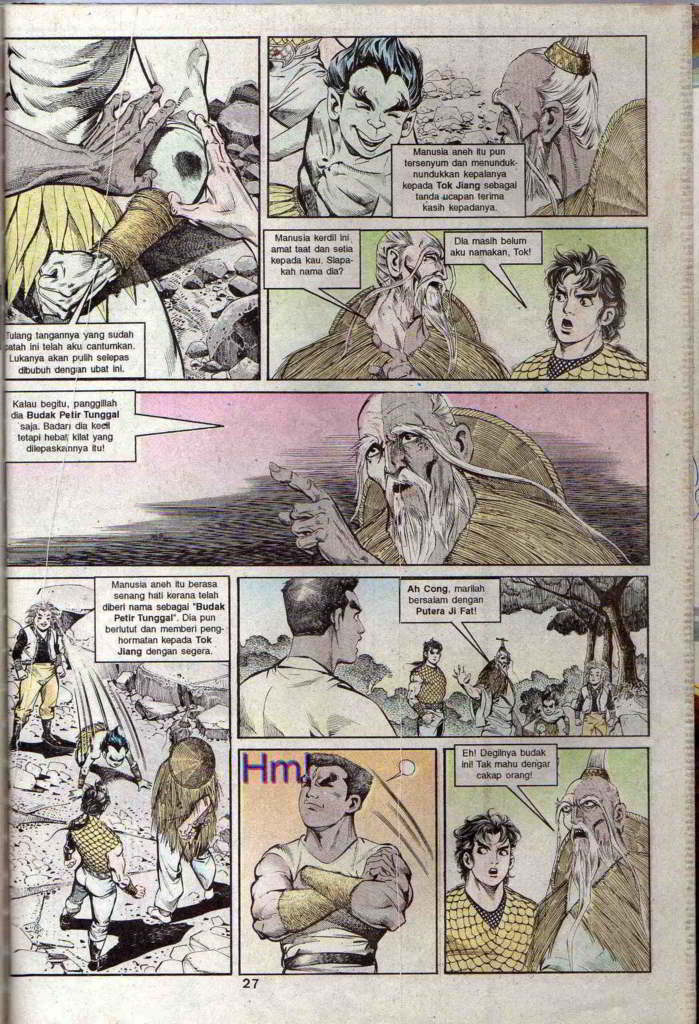 Tulang tangannya yang sudah
patah ini telah aku cantumkan.
Lukanya akan pulih selepas
dibubuh dengan ubat ini.
Manusia aneh itu pun
tersenyum dan menunduk-
nundukkan kepalanya
kepada Tok Jiang sebagai
tanda ucapan terima
kasih kepadanya.
Manusia kerdil ini
amat taat dan setia
kepada kau. Siapa-
kah nama dia?
Dia masih belum
aku namakan, Tok!
Kalau begitu, panggillah
dia Budak Petir Tunggal
saja. Badan dia kecil
tetapi hebat kilat yang
dilepaskannya itu!
Manusia aneh itu berasa
senang hati kerana telah
diberi nama sebagai "Budak
Petir Tunggal". Dia pun
berlutut dan memberi peng-
hormatan kepada Tok
Jiang dengan segera.
Ah Cong, marilah
bersalam dengan
Putera Ji Fat!
Hm!
Eh! Degilnya budak
ini! Tak mahu dengar
cakap orang!
27